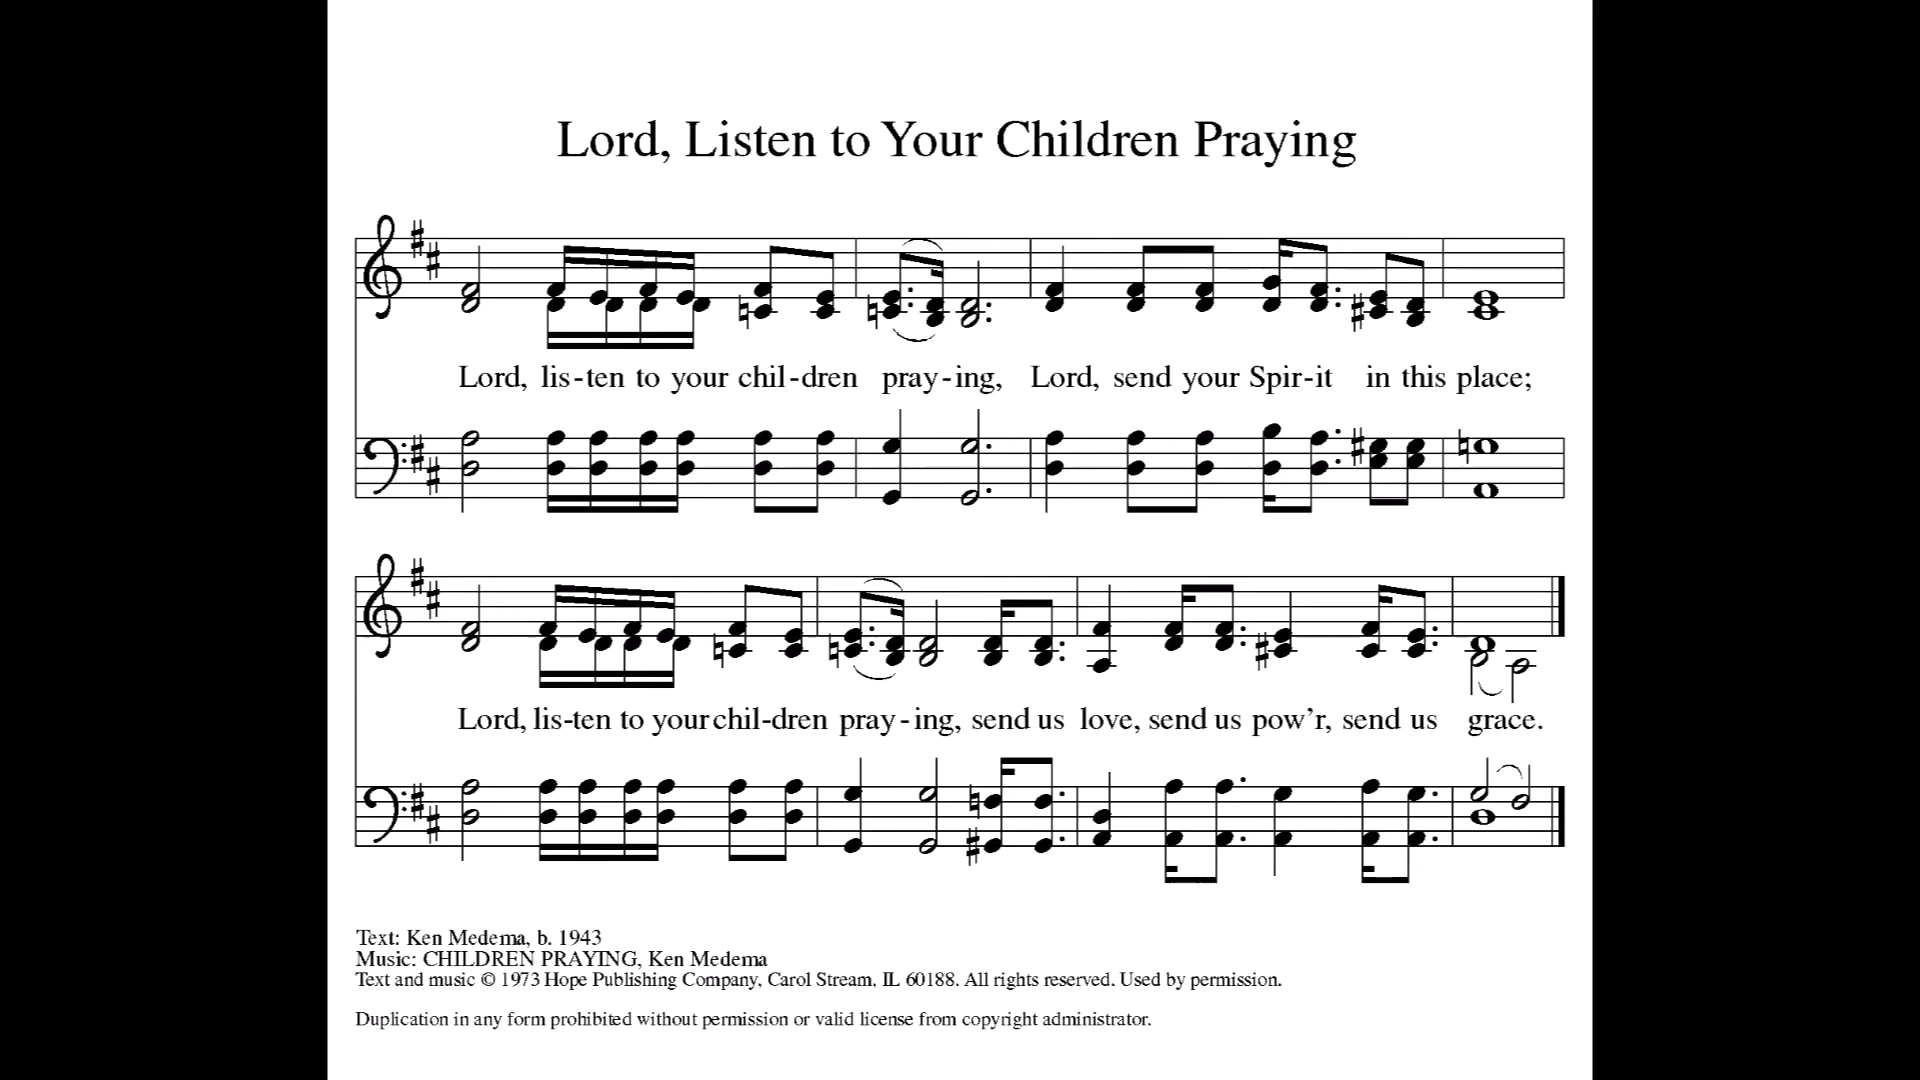 Lord, Listen to Your Children Praying
Lord, lis-ten to your chil-dren pray-ing, Lord, send your Spir-it in this place;
Lord, lis-ten to your chil-dren pray-ing, send us love, send us pow’r, send us grace.
Text: Ken Medema, b. 1943
Music: CHILDREN PRAYING, Ken Medema
Text and music © 1973 Hope Publishing Company, Carol Stream, IL 60188. All rights reserved. Used by permission.
Duplication in any form prohibited without permission or valid license from copyright administrator.